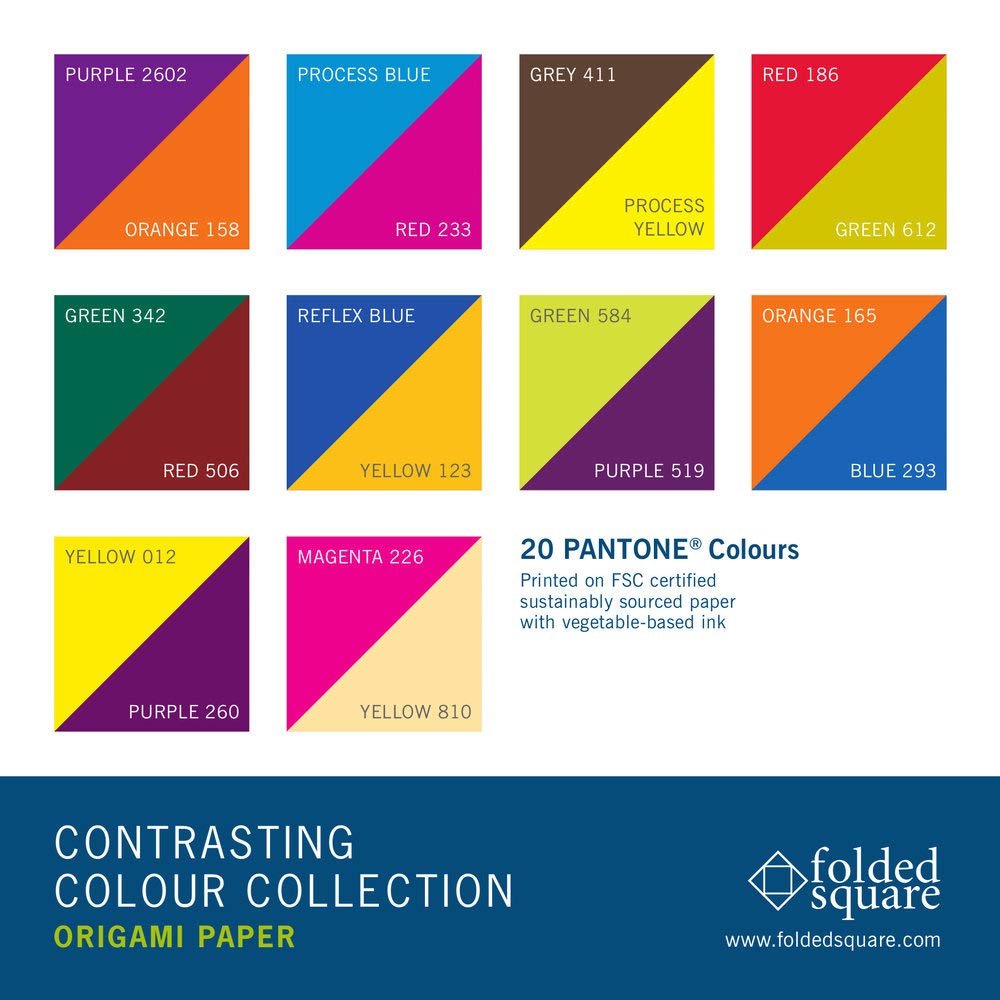 PURPLE 2602
ORANGE 158
PROCESS BLUE
RED 233
GREY 411
PROCESS
YELLOW
RED 186
GREEN 612
GREEN 342
RED 506
REFLEX BLUE
YELLOW 123
GREEN 584
PURPLE 519
ORANGE 165
BLUE 293
YELLOW 012
PURPLE 260
MAGENTA 226
YELLOW 810
20 PANTONE® Colours
Printed on FSC certified
sustainably sourced paper
with vegetable-based ink
CONTRASTING
COLOUR COLLECTION
ORIGAMI PAPER
folded
square
www.foldedsquare.com